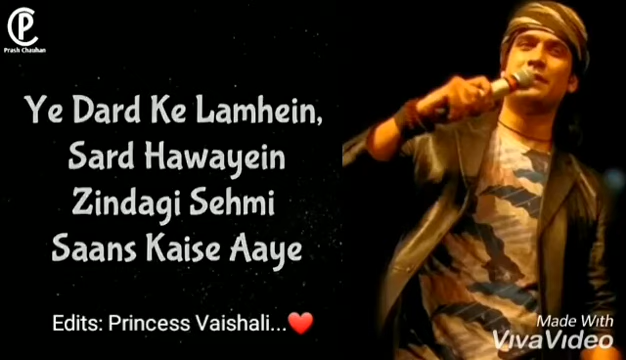 CP
Prash Chauhan
Ye Dard Ke Lamhein,
Sard Hawayein
Zindagi Sehmi
Saans Kaise Aaye
Edits: Princess Vaishali...❤️
Made With
VivaVideo